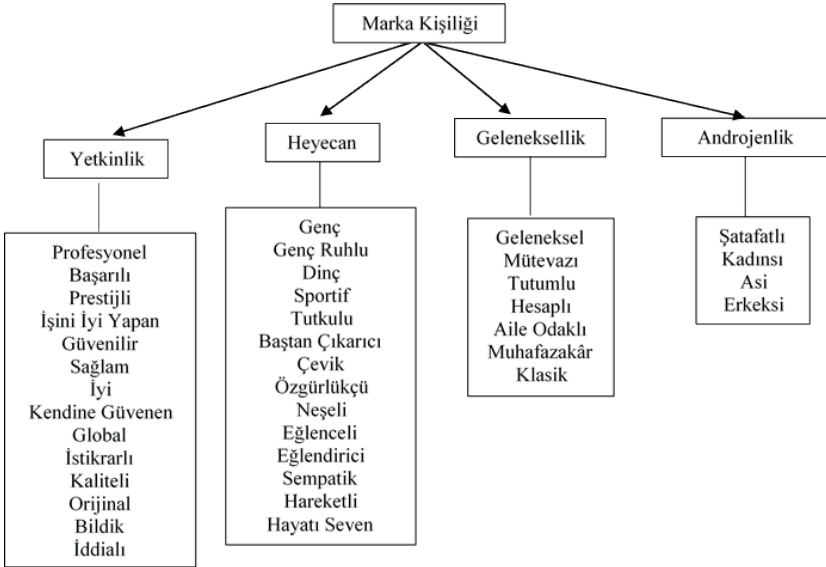 Marka Kişiliği
Yetkinlik
Heyecan
Geleneksellik
Androjenlik
Profesyonel
Başarılı
Prestijli
İşini İyi Yapan
Güvenilir
Sağlam
İyi
Kendine Güvenen
Global
İstikrarlı
Kaliteli
Orijinal
Bildik
İddialı
Genç
Genç Ruhlu
Dinç
Sportif
Tutkulu
Baştan Çıkarıcı
Çevik
Özgürlükçü
Neşeli
Eğlenceli
Eğlendirici
Sempatik
Hareketli
Hayatı Seven
Geleneksel
Mütevazı
Tutumlu
Hesaplı
Aile Odaklı
Muhafazakâr
Klasik
Şatafatlı
Kadınsı
Asi
Erkeksi